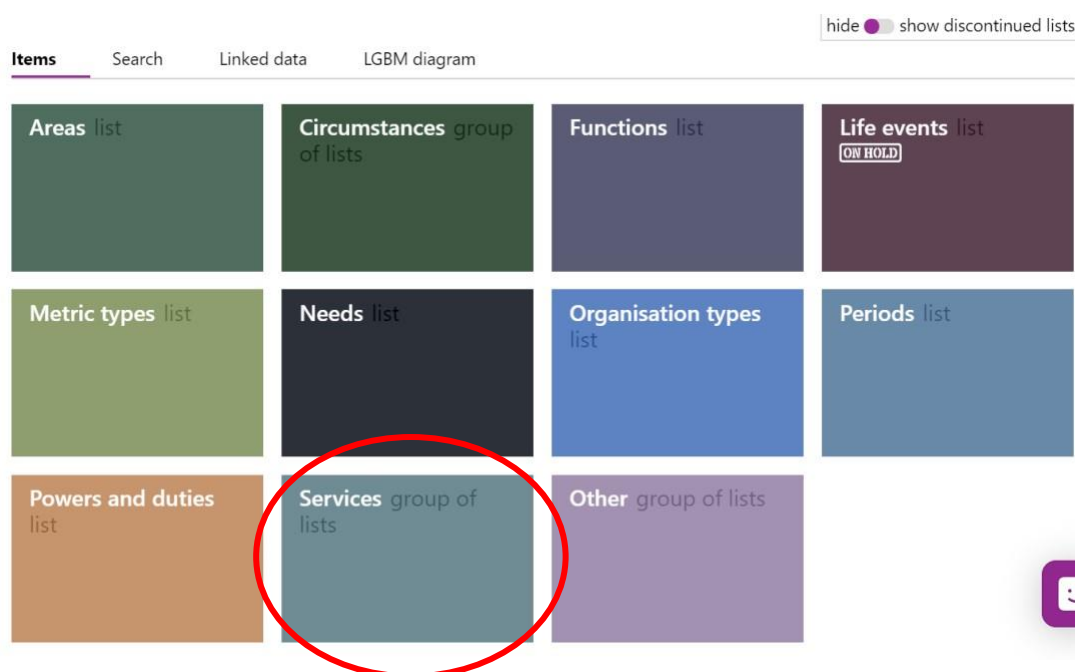 hide show discontinued lists
Items Search Linked data LGBM diagram
Areas list
Circumstances group
of lists
Functions list
Life events list
ON HOLD
Metric types list
Needs list
Organisation types
list
Periods list
Powers and duties
list
Services group of
lists
Other group of lists